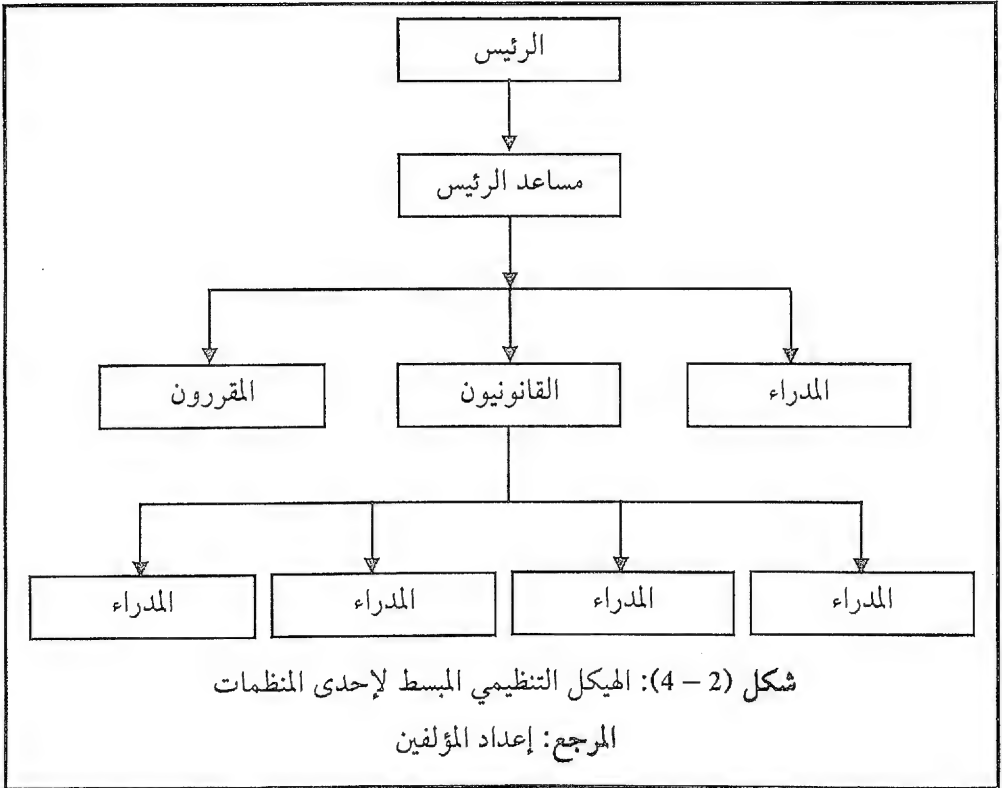 الرئيس
مساعد الرئيس
المدراء
القانونيون
المقررون
المدراء
المدراء
المدراء
المدراء
شكل (2 – 4): الهيكل التنظيمي المبسط لإحدى المنظمات
المرجع: إعداد المؤلفين